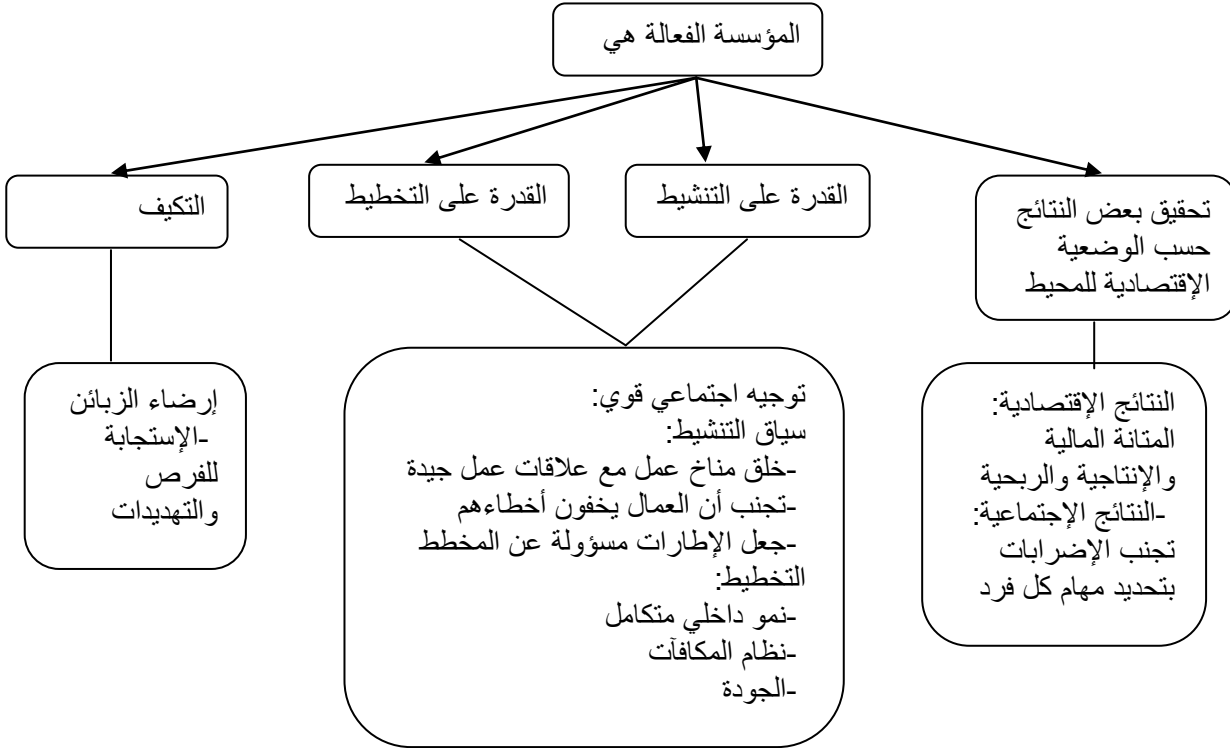 المؤسسة الفعالة هي
تحقيق بعض النتائج
حسب الوضعية
الإقتصادية للمحيط
القدرة على التنشيط
القدرة على التخطيط
التكيف
النتائج الإقتصادية:
المتانة المالية
والإنتاجية والربحية
-النتائج الإجتماعية:
تجنب الإضرابات
بتحديد مهام كل فرد
توجيه اجتماعي قوي:
سياق التنشيط:
-خلق مناخ عمل مع علاقات عمل جيدة
-تجنب أن العمال يخفون أخطاءهم
-جعل الإطارات مسؤولة عن المخطط
التخطيط:
-نمو داخلي متكامل
-نظام المكافآت
-الجودة
إرضاء الزبائن
-الإستجابة
للفرص
والتهديدات